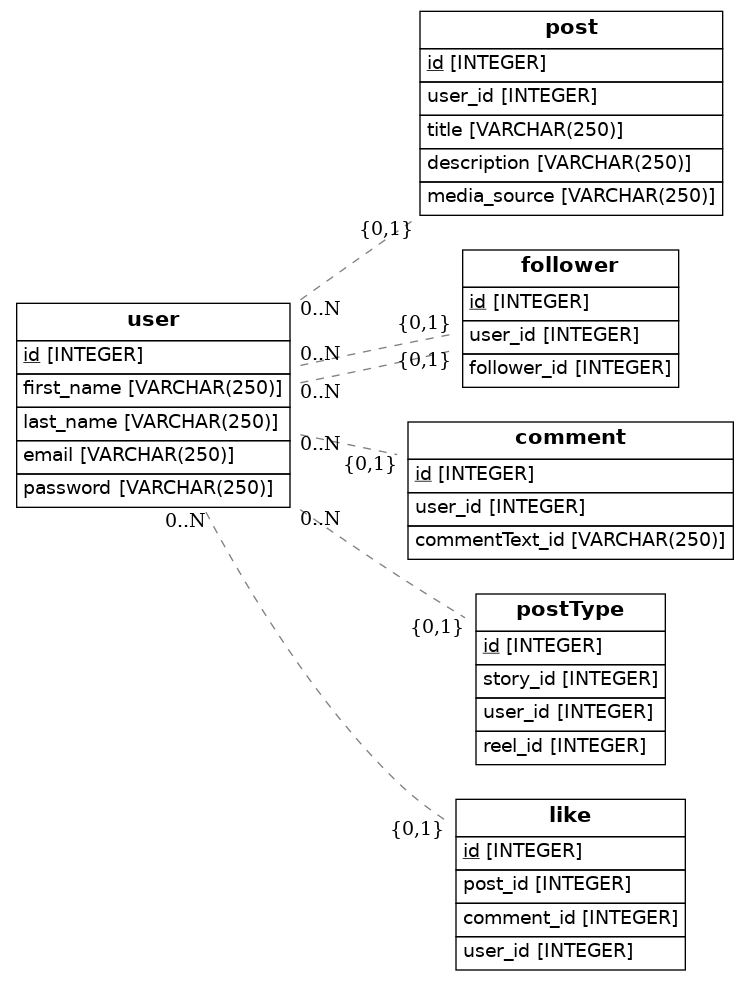 post
id [INTEGER]
user_id [INTEGER]
title [VARCHAR(250)]
description [VARCHAR(250)]
media_source [VARCHAR(250)]
{0,1}
0..N
follower
id [INTEGER]
user_id [INTEGER]
follower_id [INTEGER]
{0,1}
0..N
{0,1}
0..N
user
id [INTEGER]
first_name [VARCHAR(250)]
last_name [VARCHAR(250)]
email [VARCHAR(250)]
password [VARCHAR(250)]
comment
id [INTEGER]
user_id [INTEGER]
commentText_id [VARCHAR(250)]
0..N
{0,1}
0..N
0..N
postType
id [INTEGER]
story_id [INTEGER]
user_id [INTEGER]
reel_id [INTEGER]
{0,1}
like
id [INTEGER]
post_id [INTEGER]
comment_id [INTEGER]
user_id [INTEGER]
{0,1}